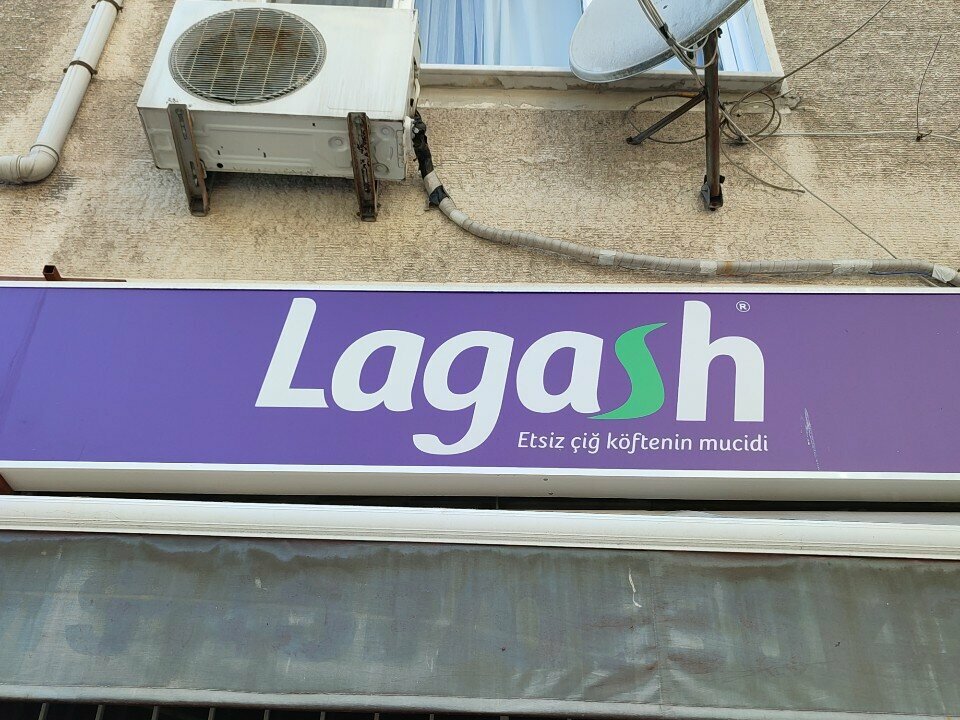 Lagash®
Etsiz çiğ köftenin mucidi